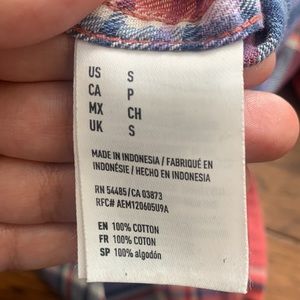 US S
CA P
MX CH
UK S
MADE IN INDONESIA / FABRIQUÉ EN
INDONÉSIE / HECHO EN INDONESIA
RN 54485/CA 03873
RFC# AEM120605U9A
EN 100% COTTON
FR 100% COTON
SP 100% algodón